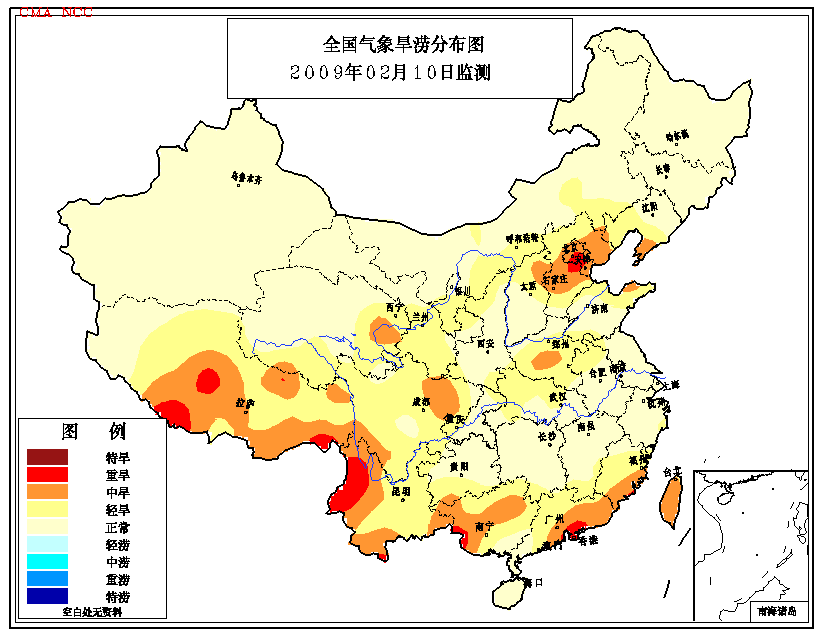 CMA NCC
全国气象旱涝分布图
2009年02月10日监测
哈尔滨
长春
乌鲁木齐
沈阳
呼和浩特
北京
天津
银川
太原
石家庄
西宁
兰州
济南
西安
郑州
合肥
南京
上海
拉萨
成都
武汉
杭州
重庆
南昌
长沙
贵阳
福州
台北
昆明
南宁
广州
澳门
香港
海口
图 例
特旱
重旱
中旱
轻旱
正常
轻涝
中涝
重涝
特涝
空白处无资料
南海诸岛